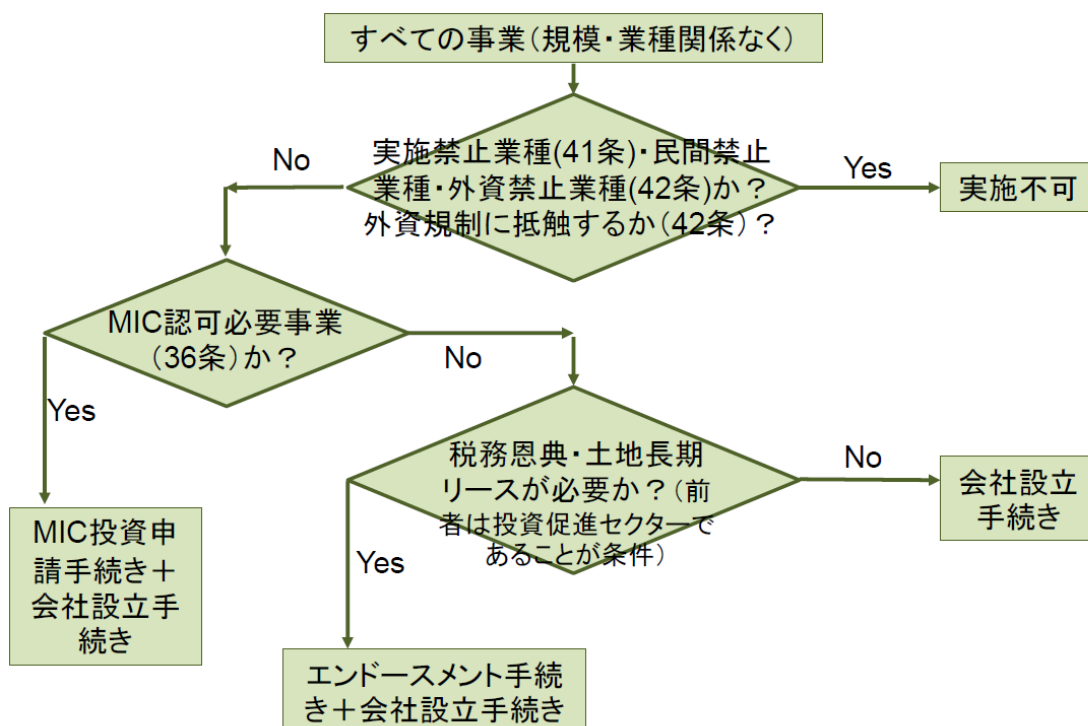 すべての事業（規模・業種関係なく）
No
実施禁止業種(41条)・民間禁止
業種・外資禁止業種(42条)か？
外資規制に抵触するか（42条）？
Yes
実施不可
MIC認可必要事業
（36条）か？
No
Yes
税務恩典・土地長期
リースが必要か？（前
者は投資促進セクターで
あることが条件）
No
会社設立
手続き
MIC投資申
請手続き＋
会社設立手
続き
Yes
エンドースメント手続
き＋会社設立手続き